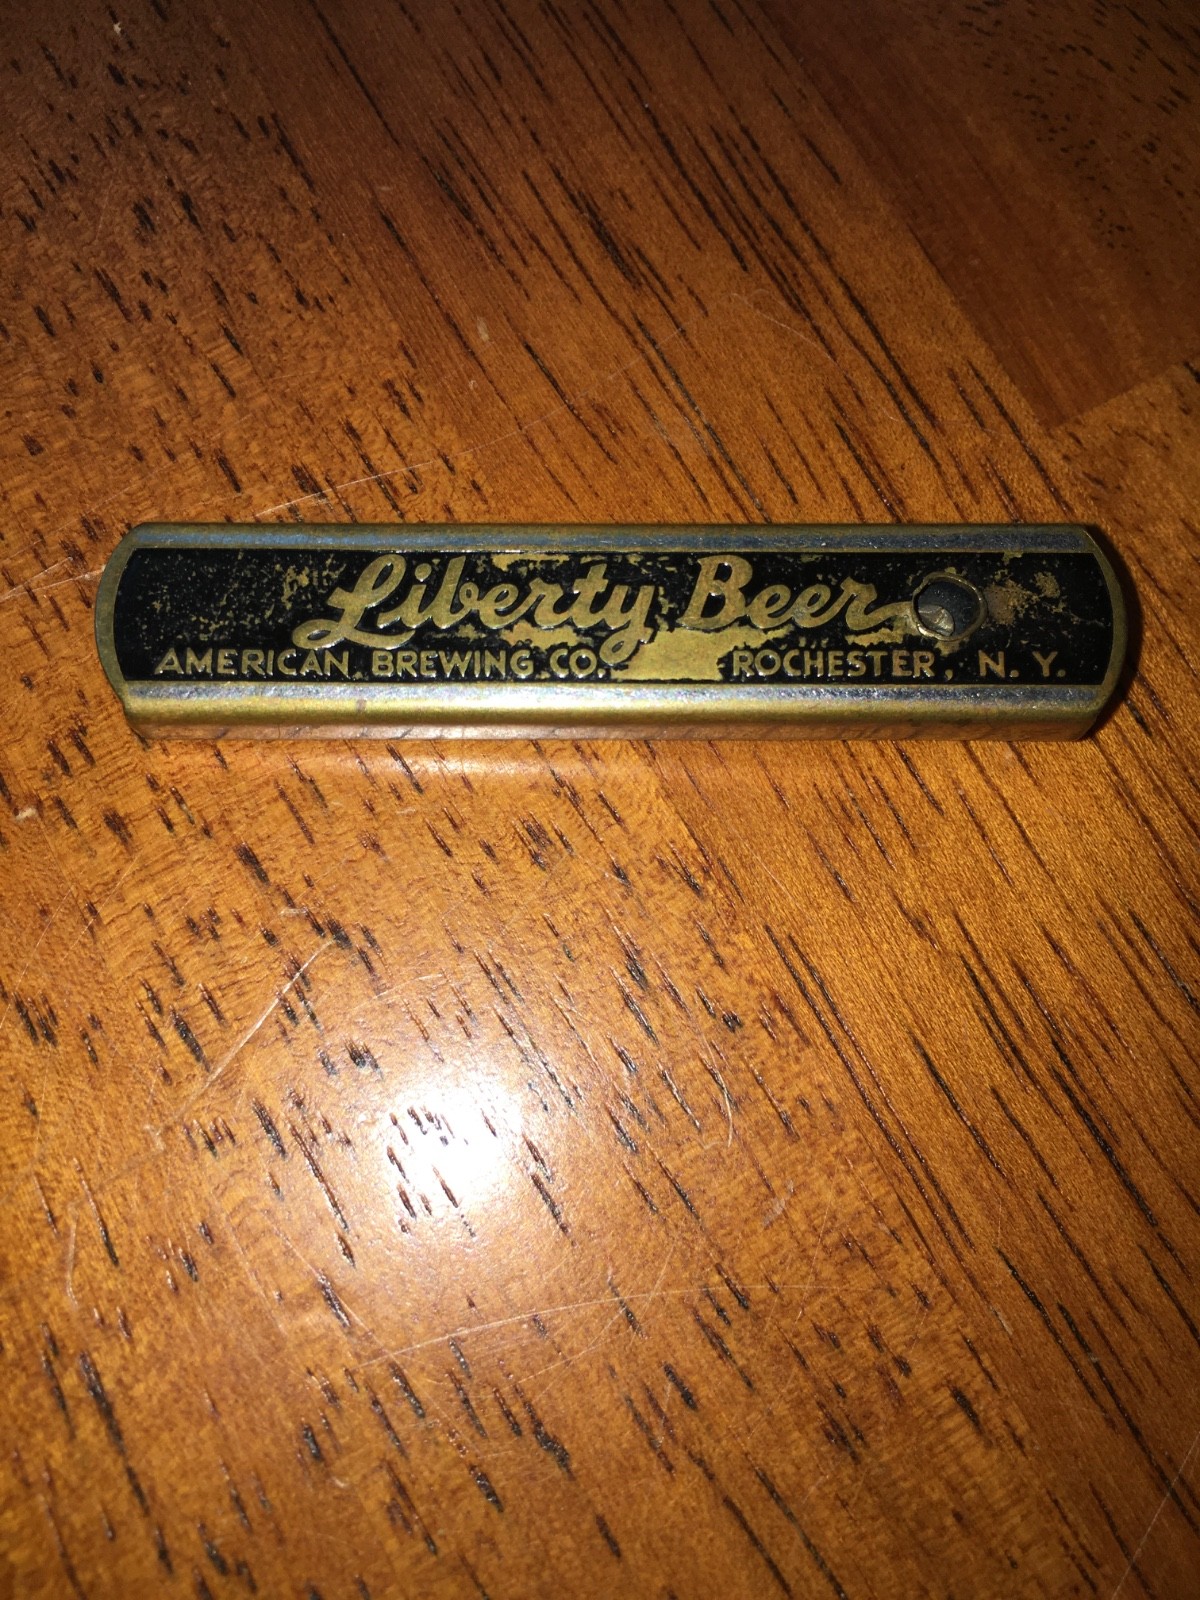 Liberty Beer
AMERICAN BREWING CO. ROCHESTER, N. Y.